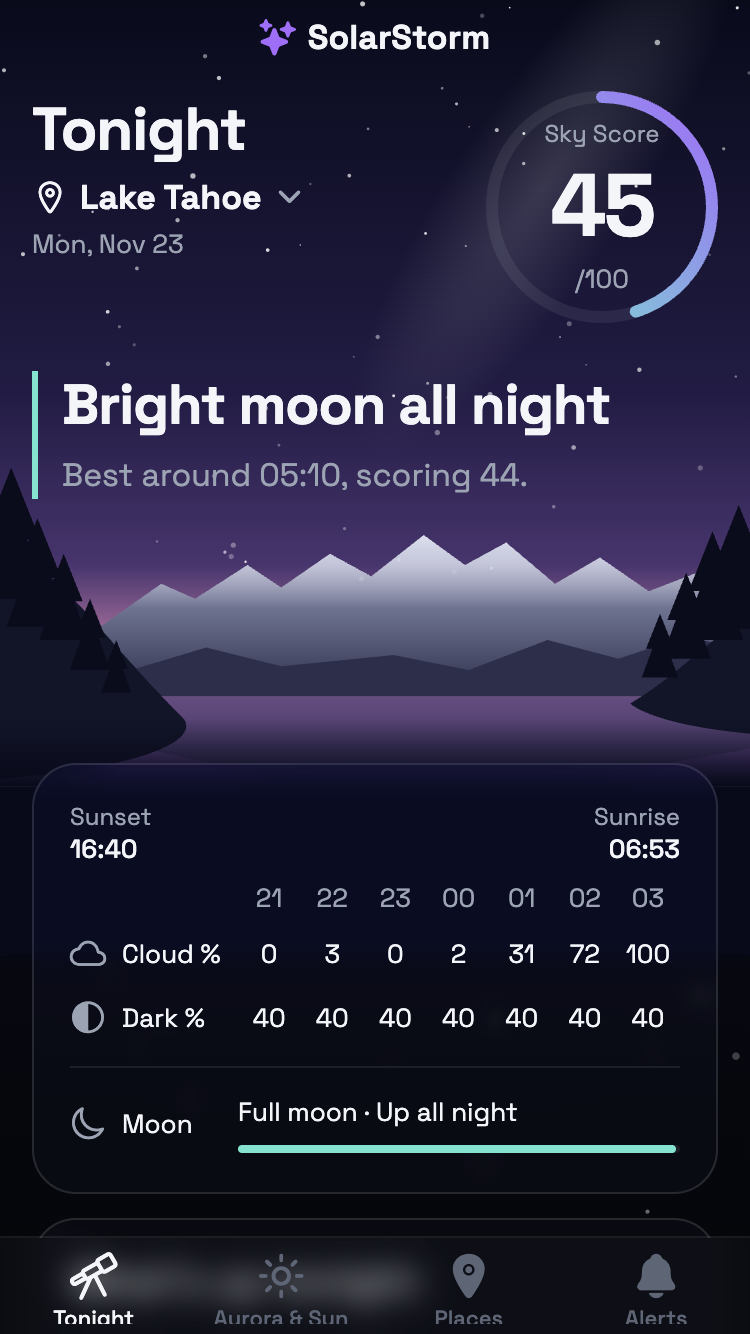 SolarStorm
Tonight
Lake Tahoe
Mon, Nov 23
Sky Score
45
/100
Bright moon all night
Best around 05:10, scoring 44.
Sunset Sunrise
16:40 06:53
21 22 23 00 01 02 03
Cloud % 0 3 0 2 31 72 100
Dark % 40 40 40 40 40 40 40
Moon Full moon · Up all night
Tonight Aurora & Sun Places Alerts